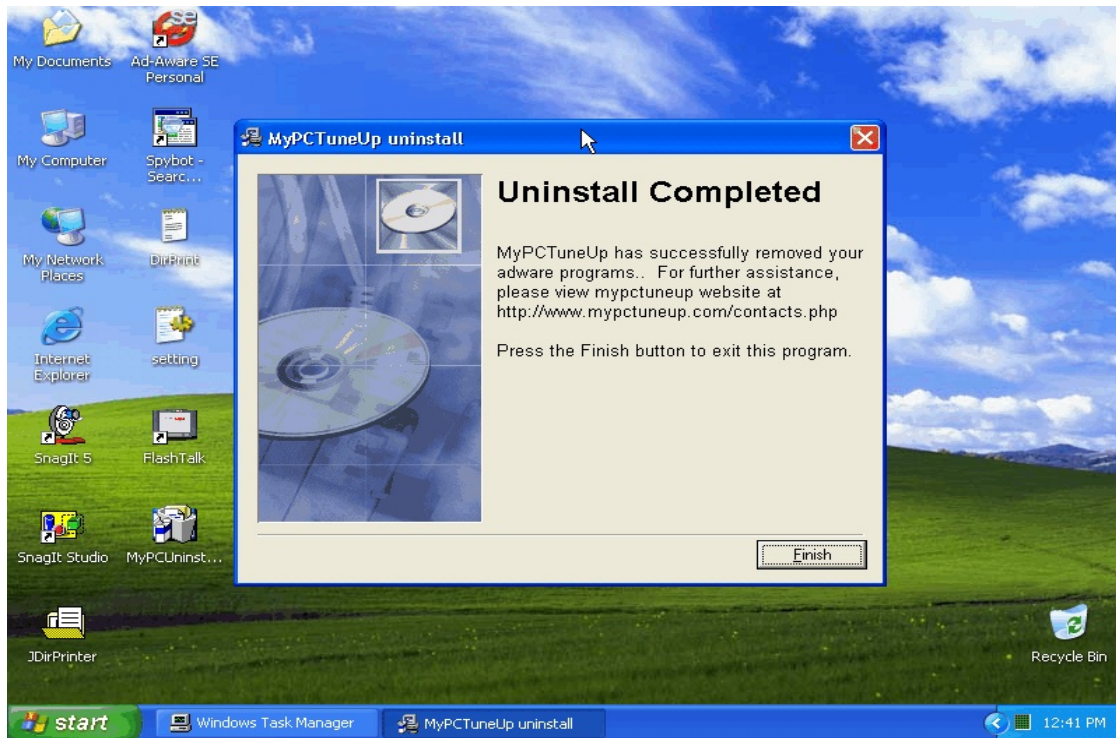 My Documents
Ad-Aware SE
Personal
My Computer
Spybot -
Searc...
My Network
Places
DirPrint
Internet
Explorer
setting
SnagIt 5
FlashTalk
SnagIt Studio
MyPCUninst...
JDirPrinter
MyPCTuneUp uninstall
Uninstall Completed
MyPCTuneUp has successfully removed your
adware programs.. For further assistance,
please view mypctuneup website at
http://www.mypctuneup.com/contacts.php
Press the Finish button to exit this program.
Finish
Recycle Bin
start
Windows Task Manager
MyPCTuneUp uninstall
12:41 PM